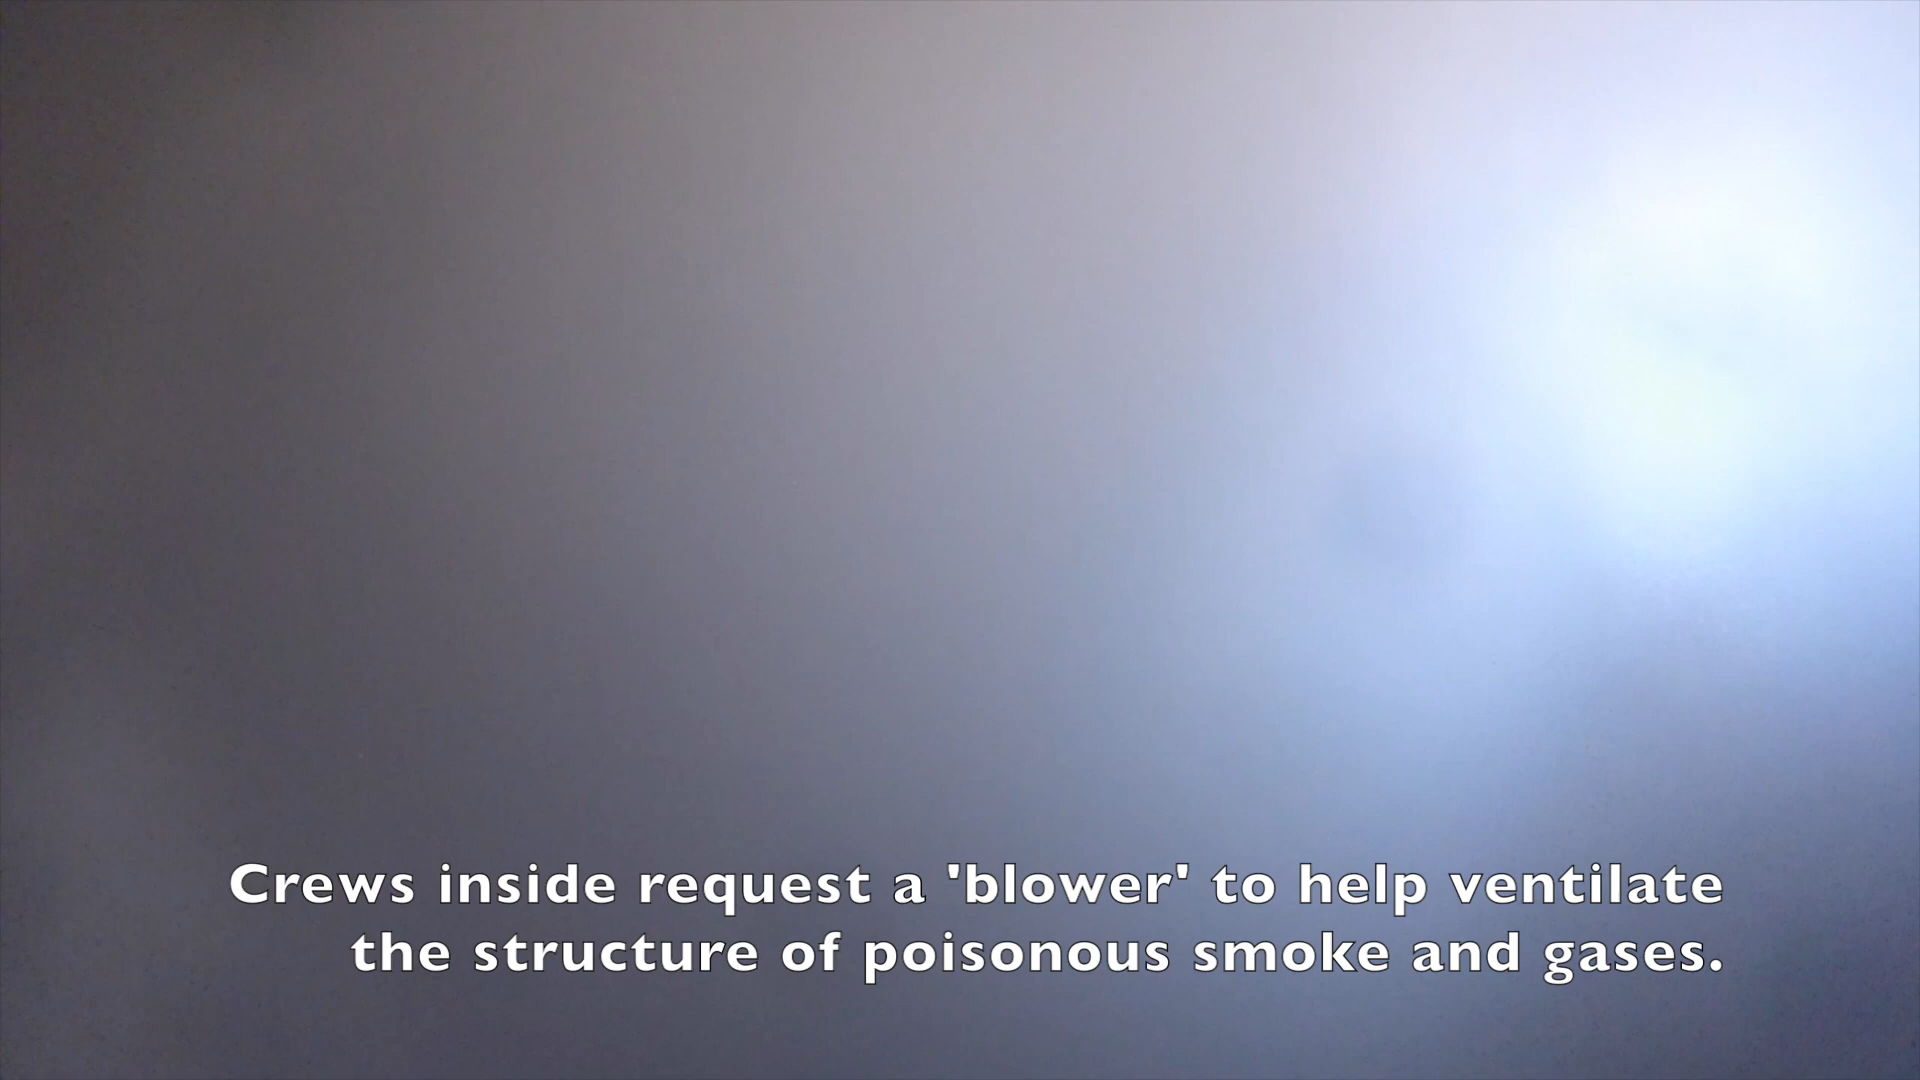 Crews inside request a 'blower' to help ventilate
the structure of poisonous smoke and gases.